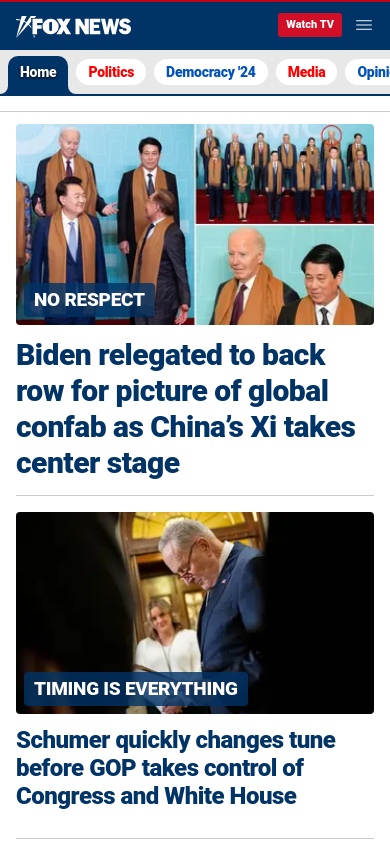 FOX NEWS
Watch TV
Home
Politics
Democracy '24
Media
Opini
NO RESPECT
Biden relegated to back
row for picture of global
confab as China’s Xi takes
center stage
TIMING IS EVERYTHING
Schumer quickly changes tune
before GOP takes control of
Congress and White House